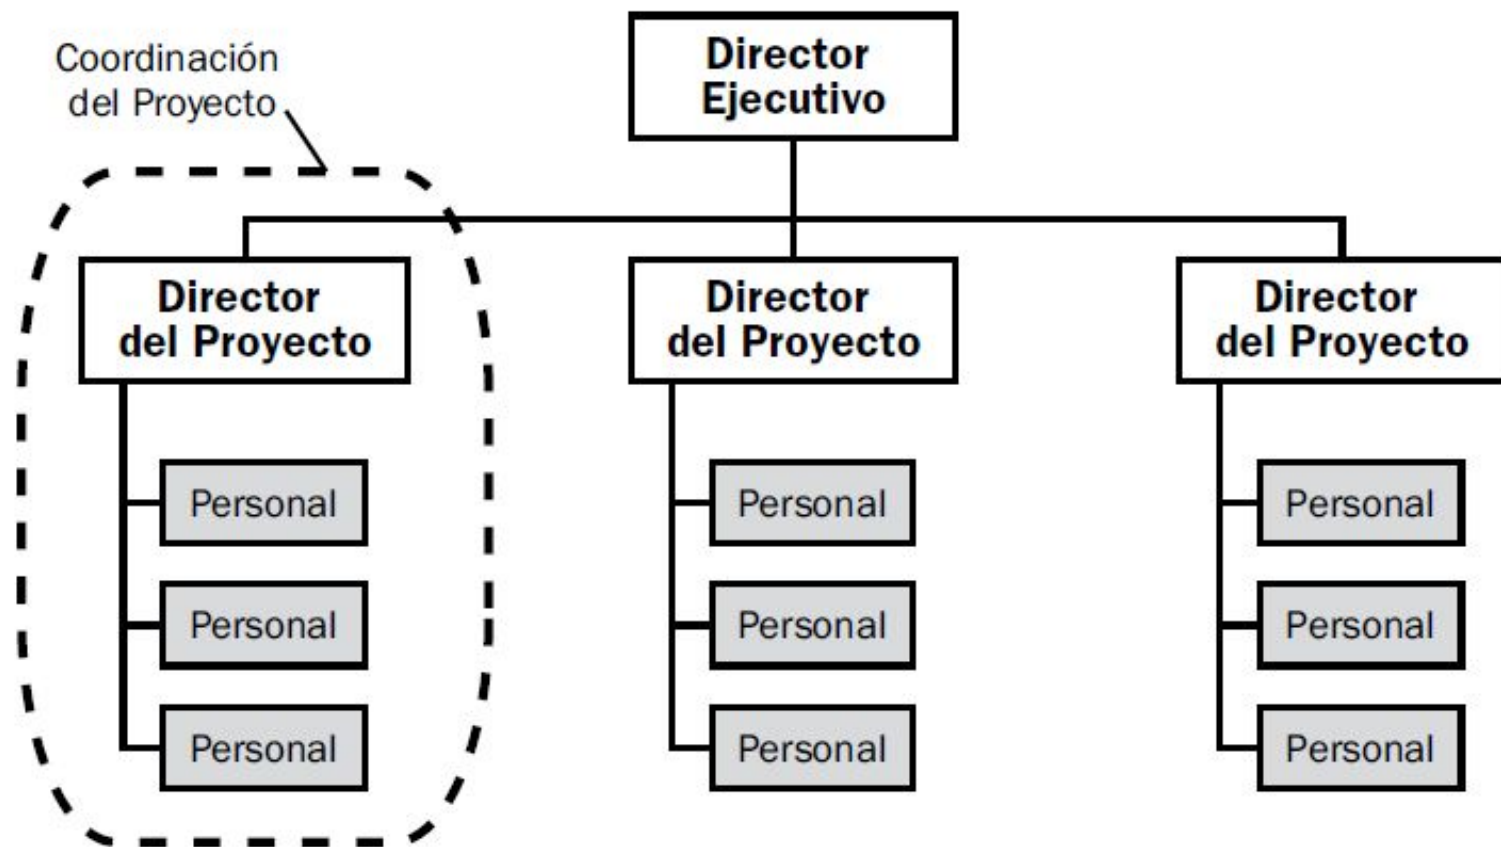 Coordinación
del Proyecto
Director
Ejecutivo
Director
del Proyecto
Director
del Proyecto
Director
del Proyecto
Personal
Personal
Personal
Personal
Personal
Personal
Personal
Personal
Personal